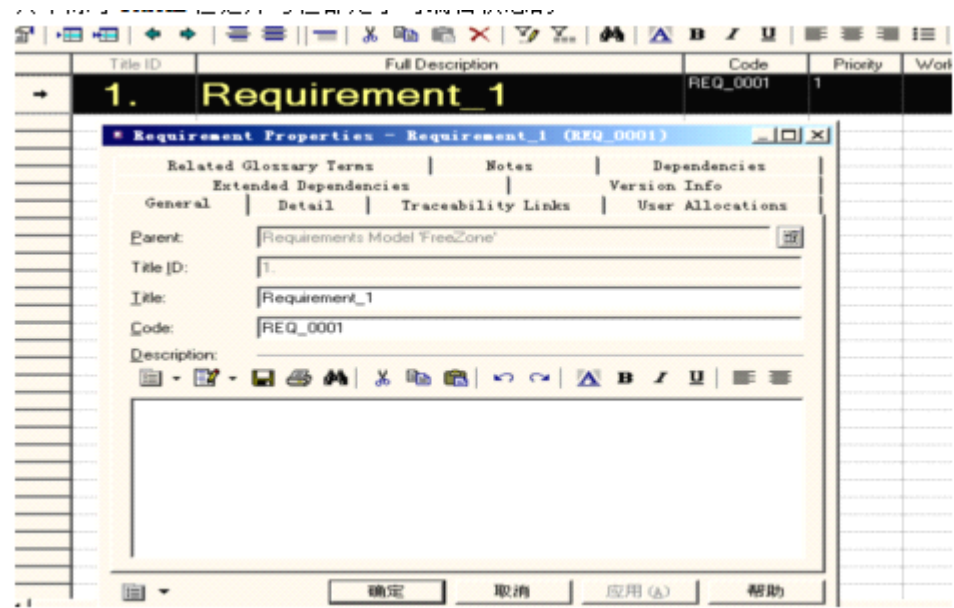 Title ID Full Description Code Priority Work
1. Requirement_1 REQ_0001 1
Requirement Properties - Requirement_1 (REQ_0001)
Related Glossary Terms Notes Dependencies
Extended Dependencies Version Info
General Detail Traceability Links User Allocations
Parent: Requirements Model 'FreeZone'
Title ID: 1.
Title: Requirement_1
Code: REQ_0001
Description:
确定 取消 应用(A) 帮助